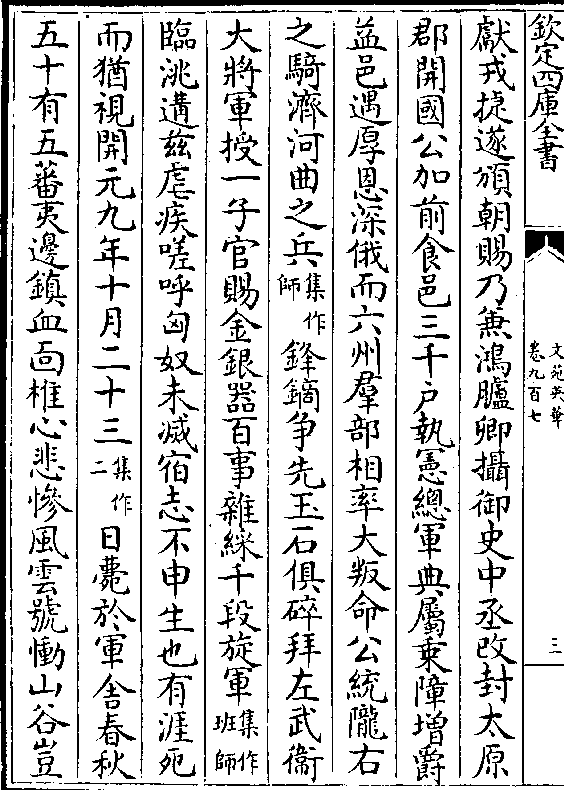 欽定四庫全書
文苑英華
卷九百七
三
獻戎捷遂頒朝賜乃兼鴻臚卿攝御史中丞改封太原
郡開國公加前食邑三千户執憲總軍典屬乗障增爵
益邑遇厚恩深俄而六州羣部相率大叛命公統隴右
之騎濟河曲之兵集作師鋒鏑争先玉石俱碎拜左武衛
大將軍授一子官賜金銀器百事雜綵千段旋軍集作班師
臨洮遘兹虐疾嗟呼匈奴未滅宿志不申生也有涯死
而猶視開元九年十月二十三集作二日薨於軍舎春秋
五十有五蕃夷邊鎮血面椎心悲慘風雲號慟山谷豈